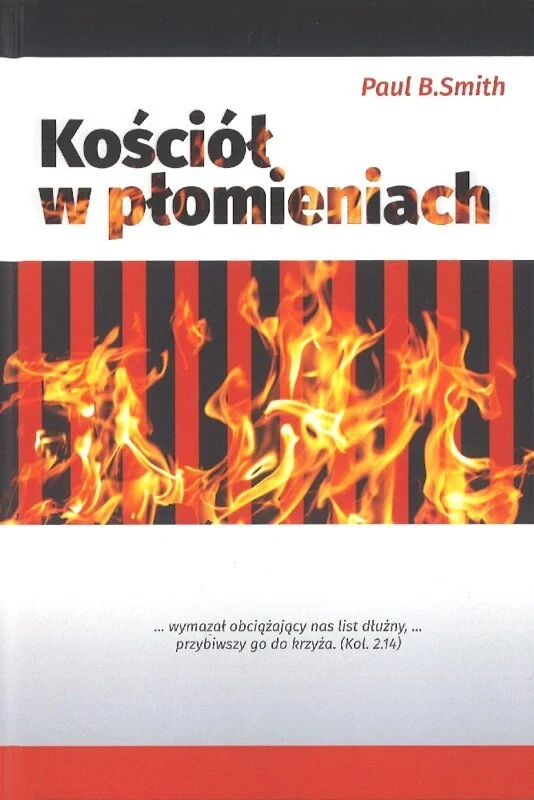 Paul B.Smith
Kościół
w płomieniach
... wymazał obciążający nas list dłużny, ...
przybiwszy go do krzyża. (Kol. 2.14)